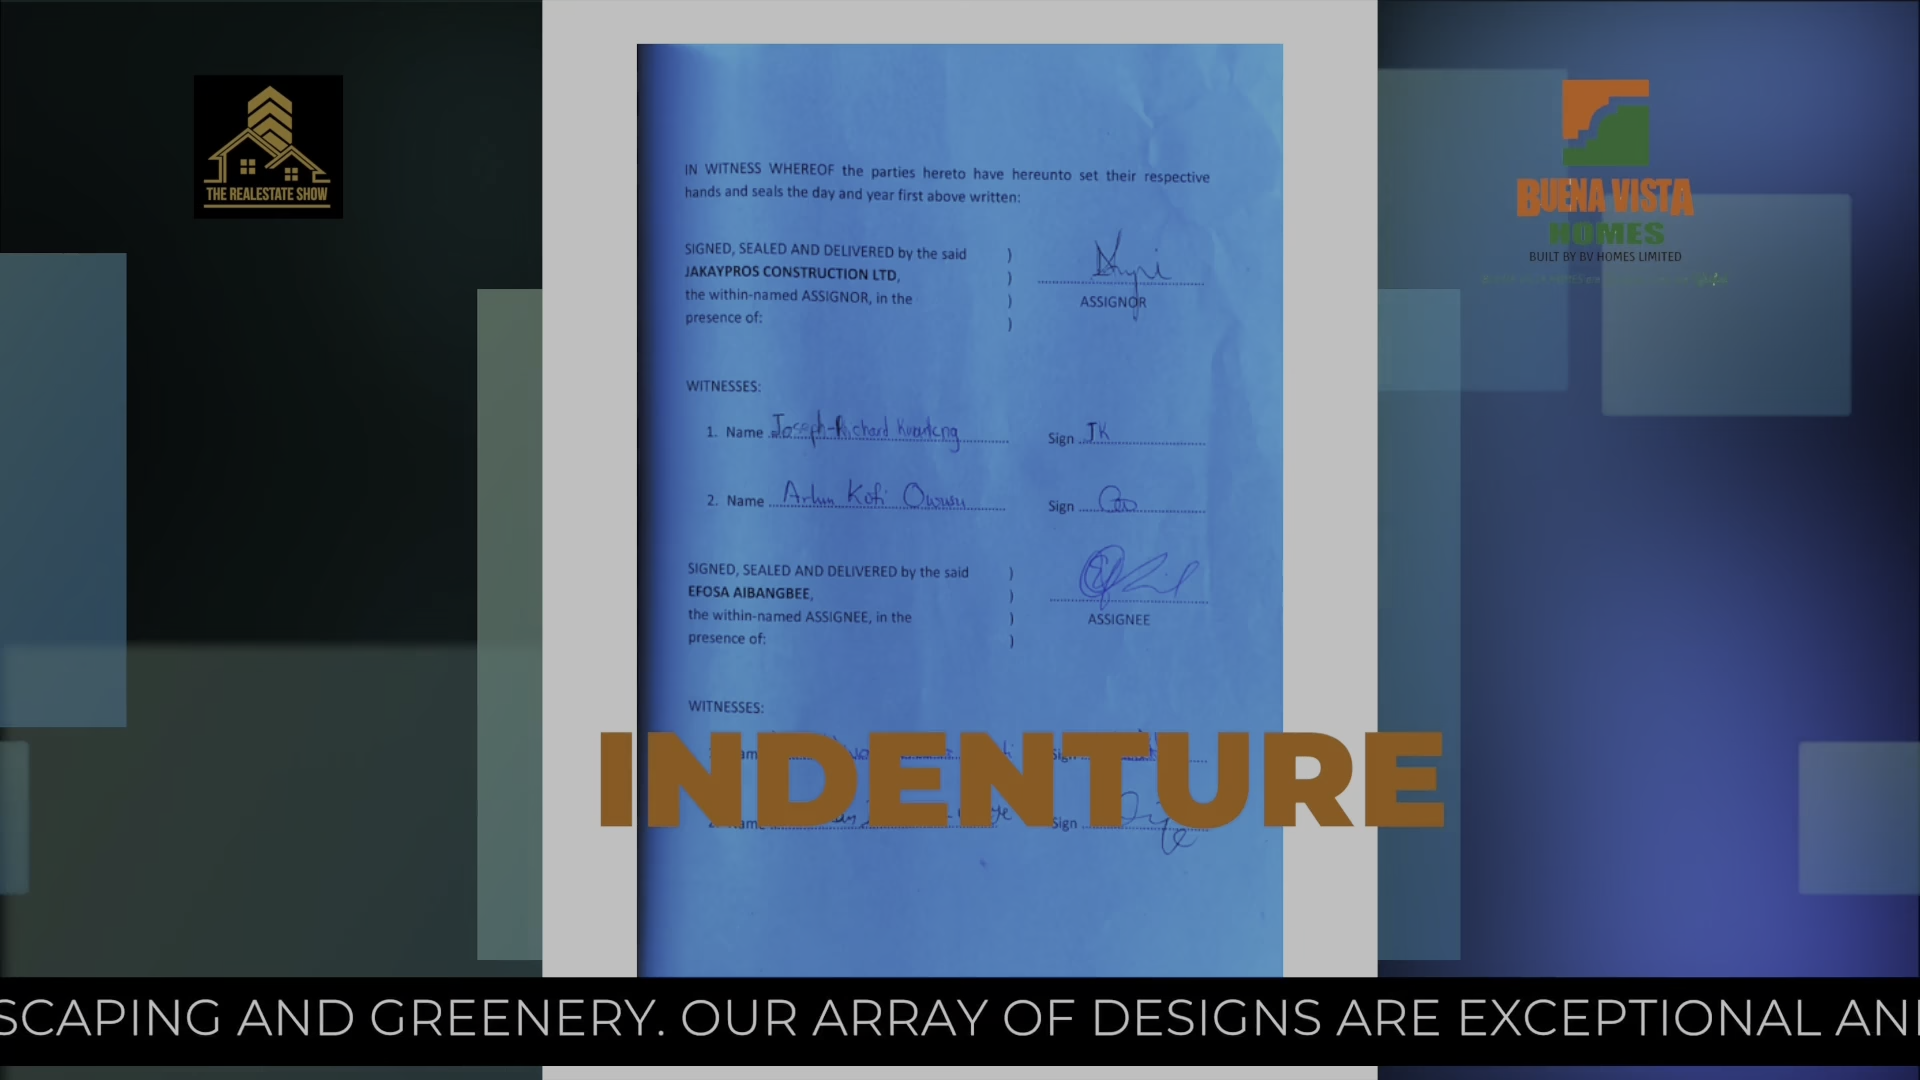 THE REALESTATE SHOW
BUENA VISTA
HOMES
BUILT BY BV HOMES LIMITED
IN WITNESS WHEREOF the parties hereto have hereunto set their respective
hands and seals the day and year first above written:
SIGNED, SEALED AND DELIVERED by the said )
JAKAYPROS CONSTRUCTION LTD, )
the within-named ASSIGNOR, in the )
presence of: )
ASSIGNOR
WITNESSES:
1. Name Joseph-Richard Kwarteng Sign JK
2. Name Kofi Owusu Sign
SIGNED, SEALED AND DELIVERED by the said )
EFOSA AIBANGBEE, )
the within-named ASSIGNEE, in the )
presence of: )
ASSIGNEE
WITNESSES:
INDENTURE
Sign
SCAPING AND GREENERY. OUR ARRAY OF DESIGNS ARE EXCEPTIONAL AN